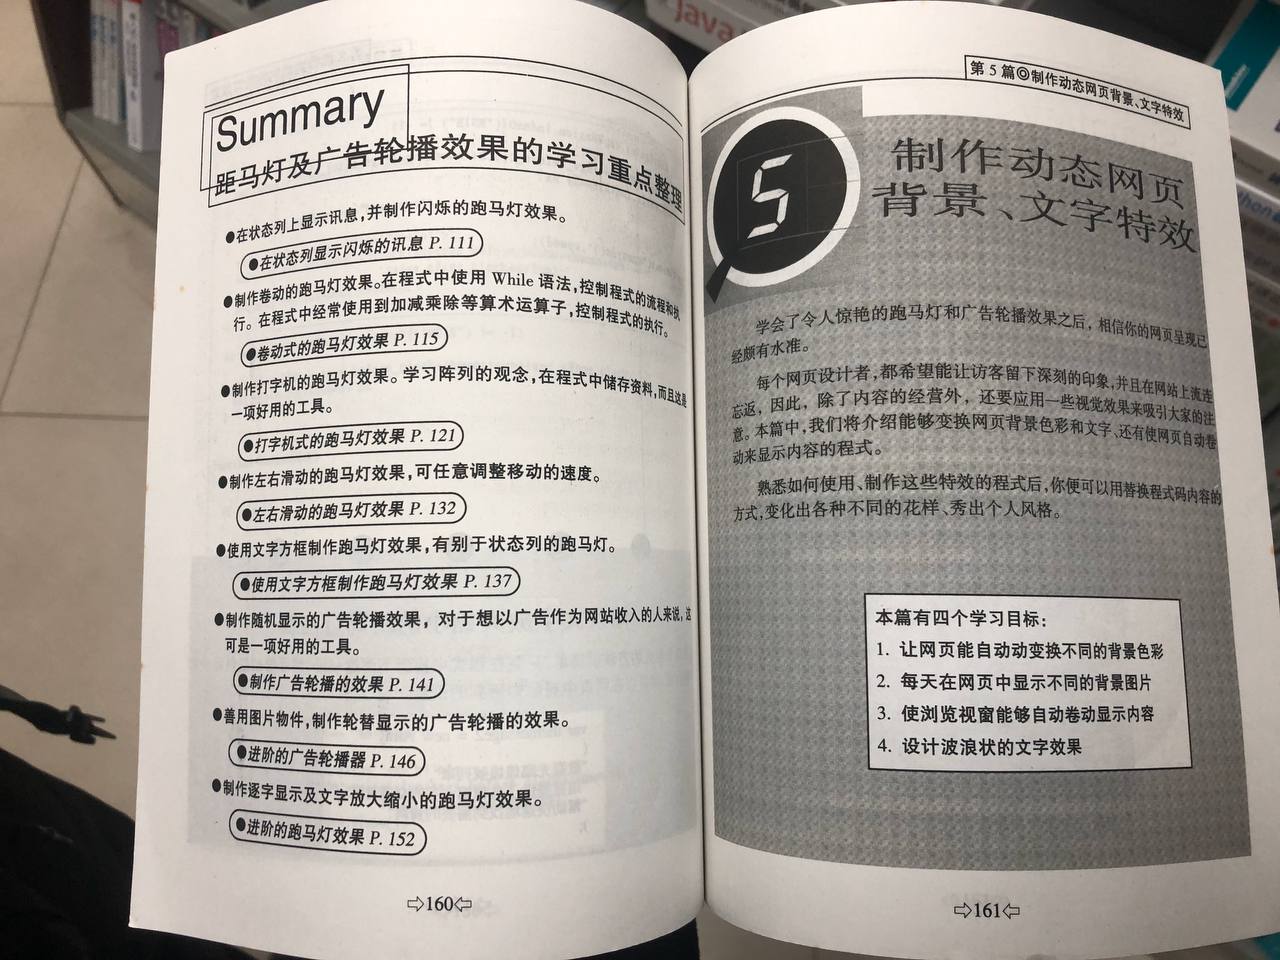 Summary
跑马灯及广告轮播效果的学习重点整理
●在状态列上显示讯息,并制作闪烁的跑马灯效果。
●在状态列显示闪烁的讯息 P. 111
●制作卷动的跑马灯效果。在程式中使用 While 语法,控制程式的流程和执
行。在程式中经常使用到加减乘除等算术运算子,控制程式的执行。
●卷动式的跑马灯效果 P. 115
●制作打字机的跑马灯效果。学习阵列的观念,在程式中储存资料,而且这是
一项好用的工具。
●打字机式的跑马灯效果 P. 121
●制作左右滑动的跑马灯效果,可任意调整移动的速度。
●左右滑动的跑马灯效果 P. 132
●使用文字方框制作跑马灯效果,有别于状态列的跑马灯。
●使用文字方框制作跑马灯效果 P. 137
●制作随机显示的广告轮播效果,对于想以广告作为网站收入的人来说,这
可是一项好用的工具。
●制作广告轮播的效果 P. 141
●善用图片物件,制作轮替显示的广告轮播的效果。
●进阶的广告轮播器 P. 146
●制作逐字显示及文字放大缩小的跑马灯效果。
●进阶的跑马灯效果 P. 152
⇨160⇦
java
第 5 篇◎制作动态网页背景、文字特效
5
制作动态网页
背景、文字特效
学会了令人惊艳的跑马灯和广告轮播效果之后,相信你的网页呈现已
经颇有水准。
每个网页设计者,都希望能让访客留下深刻的印象,并且在网站上流连
忘返,因此,除了内容的经营外,还要应用一些视觉效果来吸引大家的注
意。本篇中,我们将介绍能够变换网页背景色彩和文字、还有使网页自动卷
动来显示内容的程式。
熟悉如何使用、制作这些特效的程式后,你便可以用替换程式码内容的
方式,变化出各种不同的花样、秀出个人风格。
本篇有四个学习目标:
1. 让网页能自动动变换不同的背景色彩
2. 每天在网页中显示不同的背景图片
3. 使浏览视窗能够自动卷动显示内容
4. 设计波浪状的文字效果
⇨161⇦